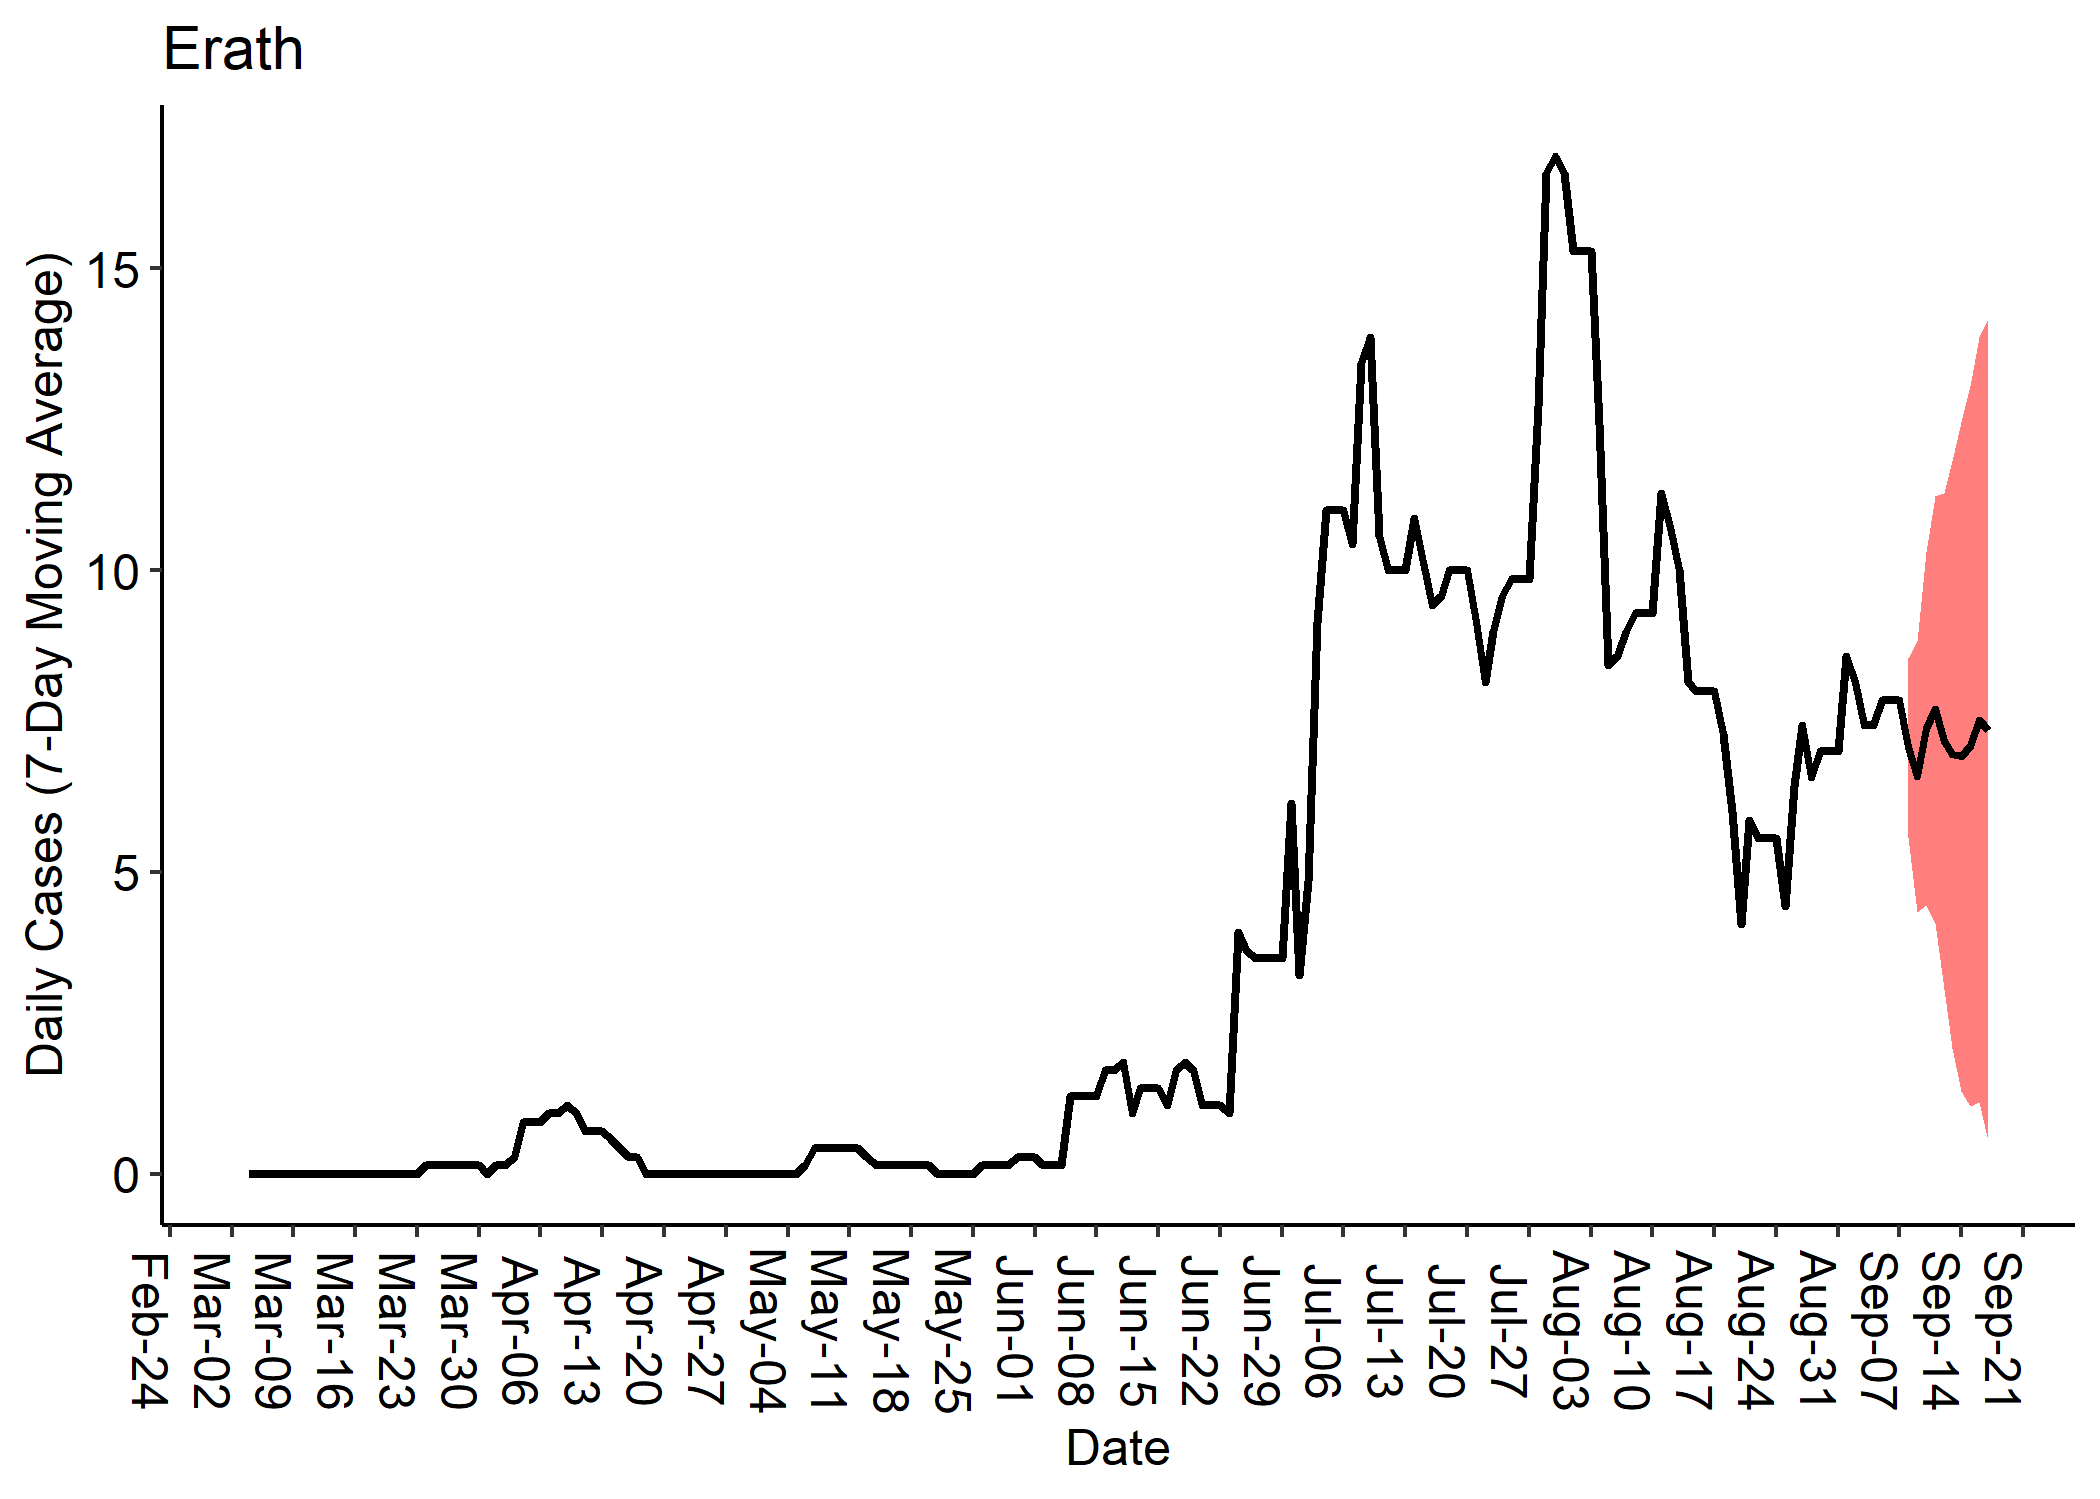 Erath
Daily Cases (7-Day Moving Average)
15
10
5
0
Feb-24
Mar-02
Mar-09
Mar-16
Mar-23
Mar-30
Apr-06
Apr-13
Apr-20
Apr-27
May-04
May-11
May-18
May-25
Jun-01
Jun-08
Jun-15
Jun-22
Jun-29
Jul-06
Jul-13
Jul-20
Jul-27
Aug-03
Aug-10
Aug-17
Aug-24
Aug-31
Sep-07
Sep-14
Sep-21
Date